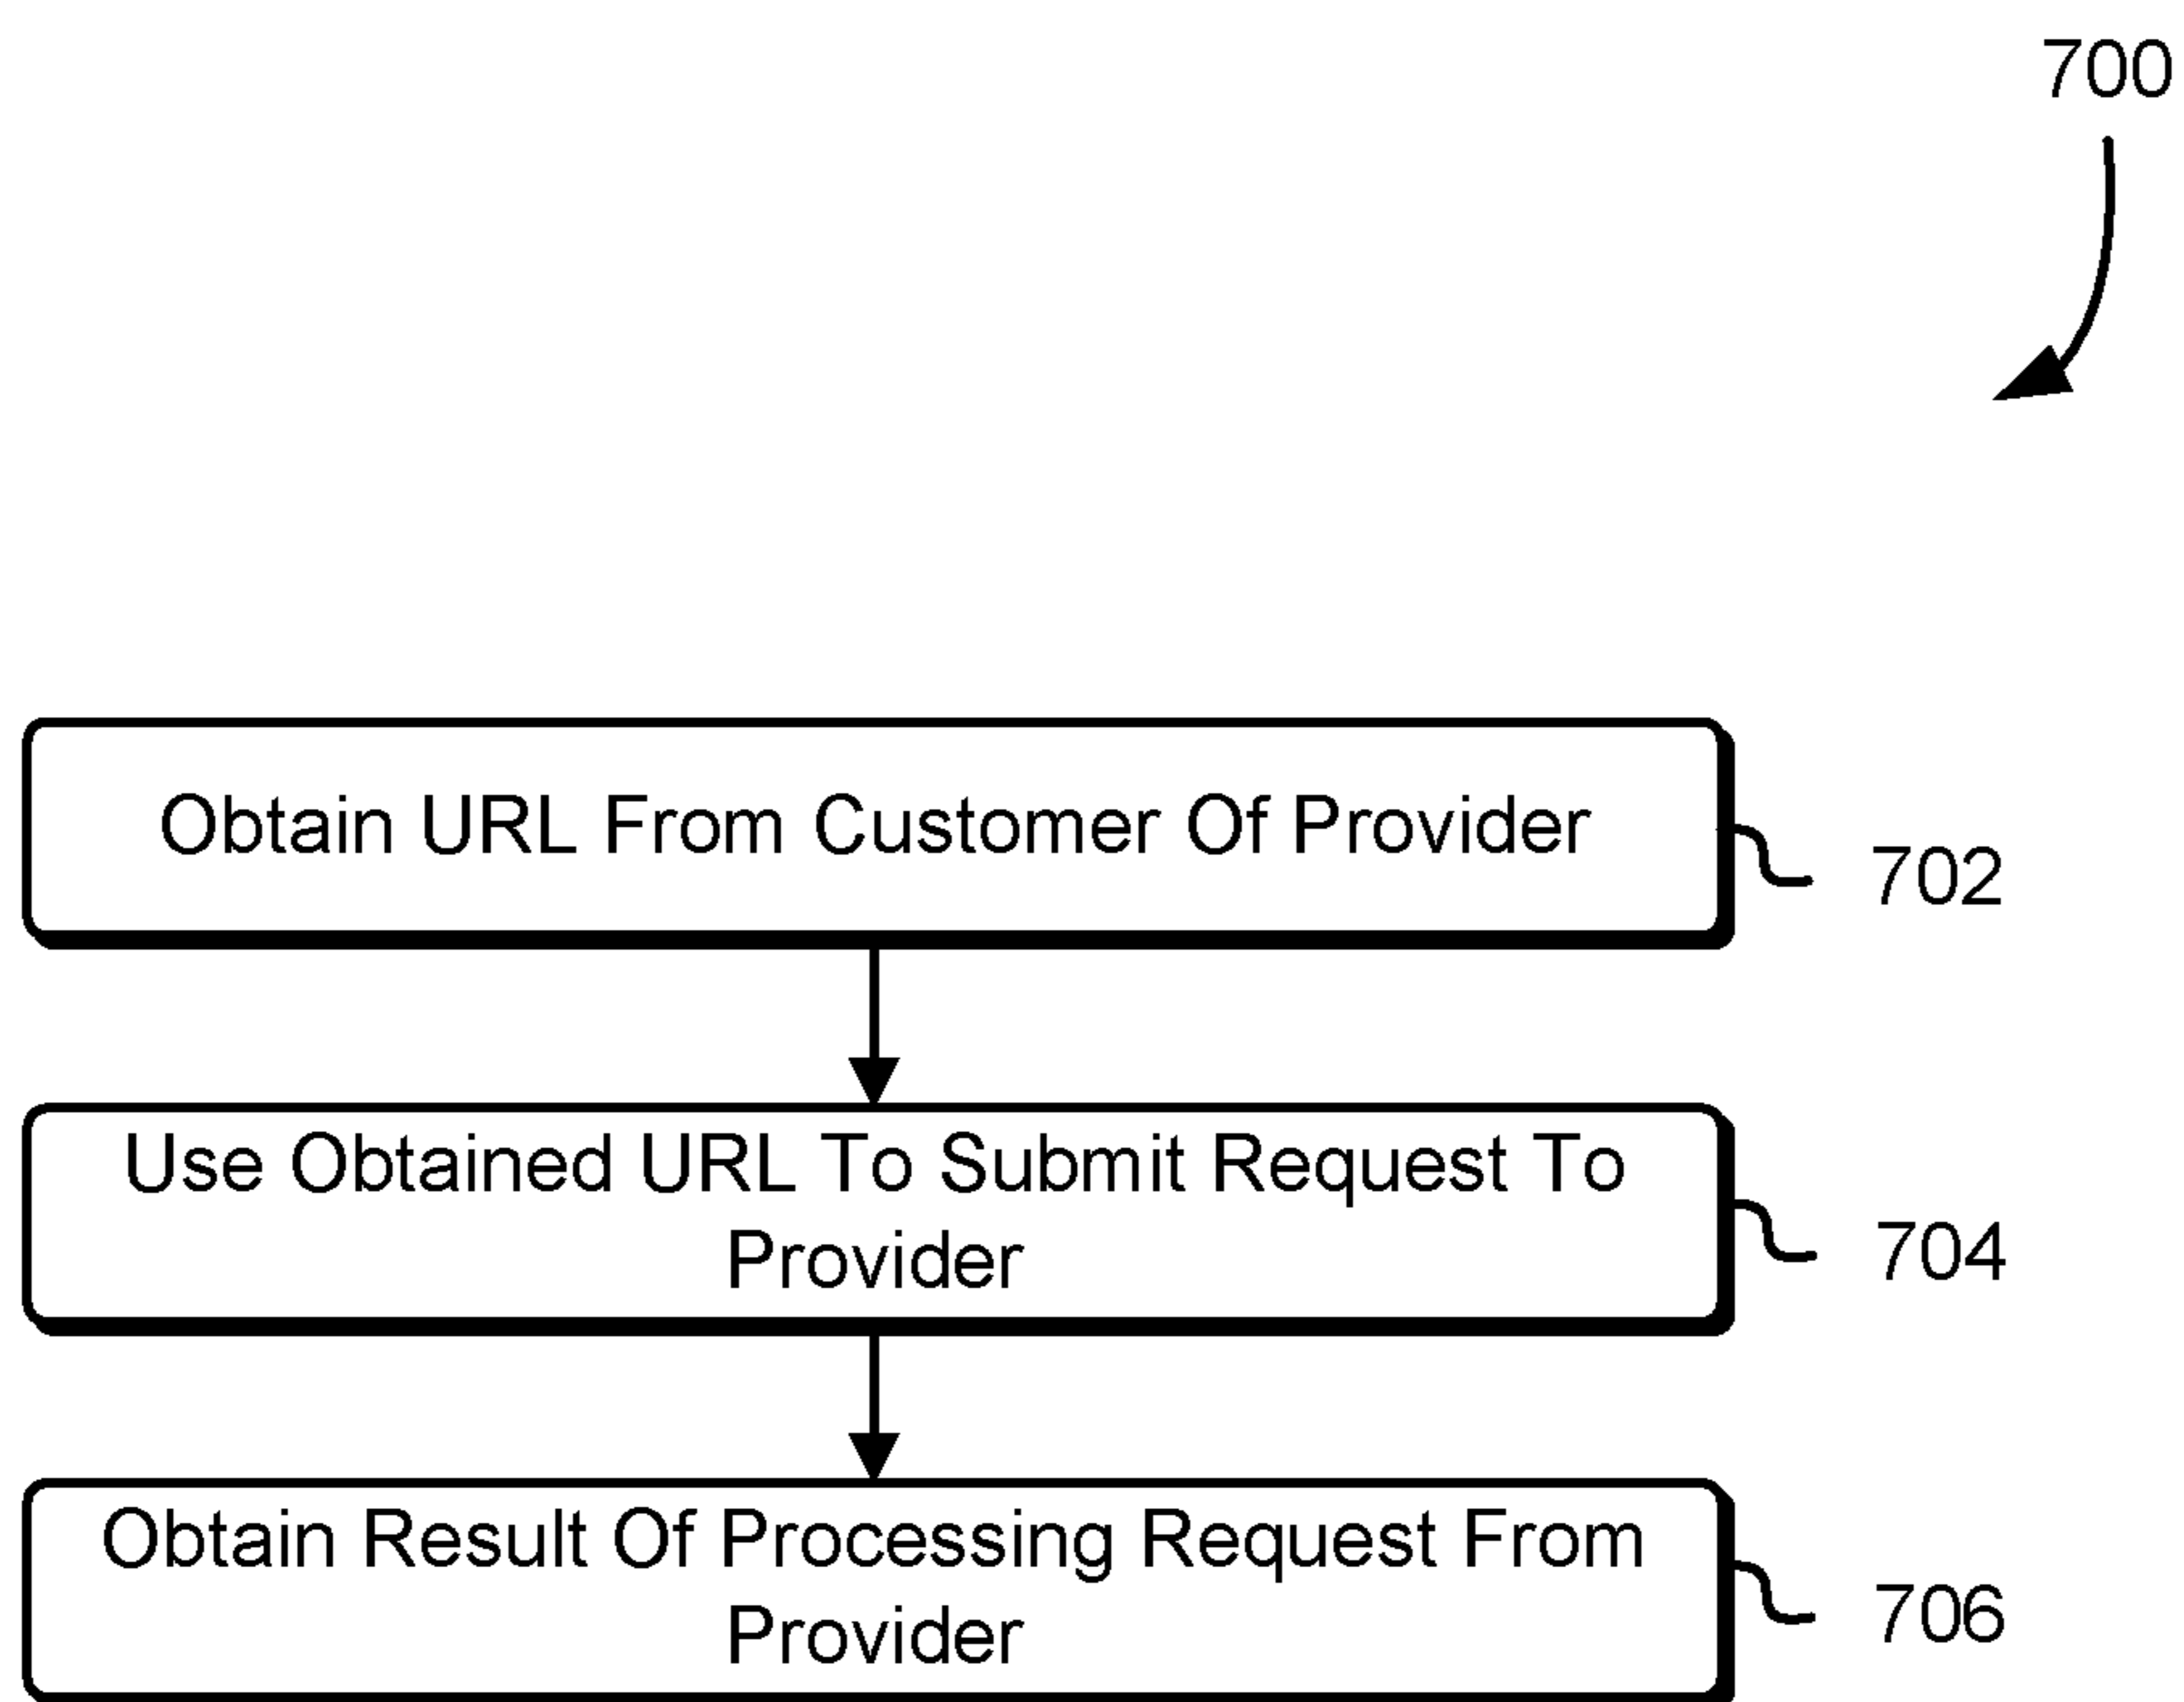 700
Obtain URL From Customer Of Provider
702
Use Obtained URL To Submit Request To
Provider
704
Obtain Result Of Processing Request From
Provider
706